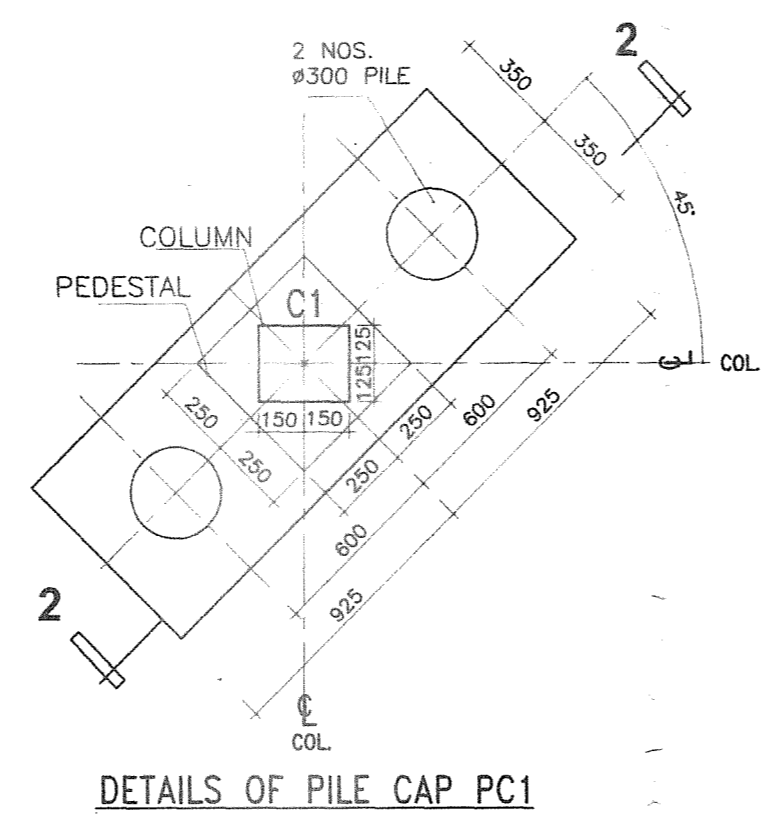 2 NOS.
ø300 PILE
2
350
350
45°
COLUMN
PEDESTAL
C1
125
125
℄ COL.
150 150
250
250
250
250
600
600
925
925
2
℄
COL.
DETAILS OF PILE CAP PC1